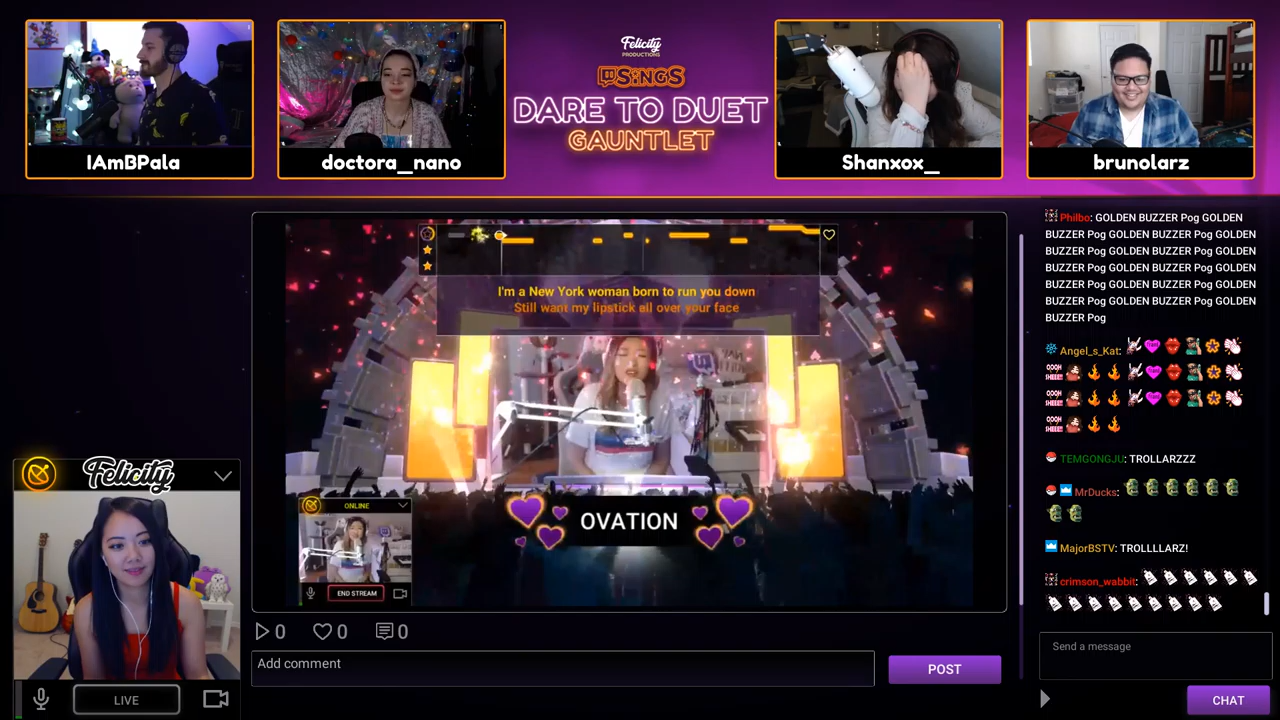 IAmBPala
doctora__nano
Felicity
PRODUCTIONS
SINGS
DARE TO DUET
GAUNTLET
Shanxox_
brunolarz
I'm a New York woman born to run you down
Still want my lipstick all over your face
OVATION
ONLINE
END STREAM
Felicity
LIVE
0
0
0
Add comment
POST
Philbo: GOLDEN BUZZER Pog GOLDEN
BUZZER Pog GOLDEN BUZZER Pog GOLDEN
BUZZER Pog GOLDEN BUZZER Pog GOLDEN
BUZZER Pog GOLDEN BUZZER Pog GOLDEN
BUZZER Pog GOLDEN BUZZER Pog GOLDEN
BUZZER Pog GOLDEN BUZZER Pog GOLDEN
BUZZER Pog
Angel_s_Kat:
TEMGONGJU: TROLLARZZZ
MrDucks:
MajorBSTV: TROLLLLARZ!
crimson_wabbit:
Send a message
CHAT